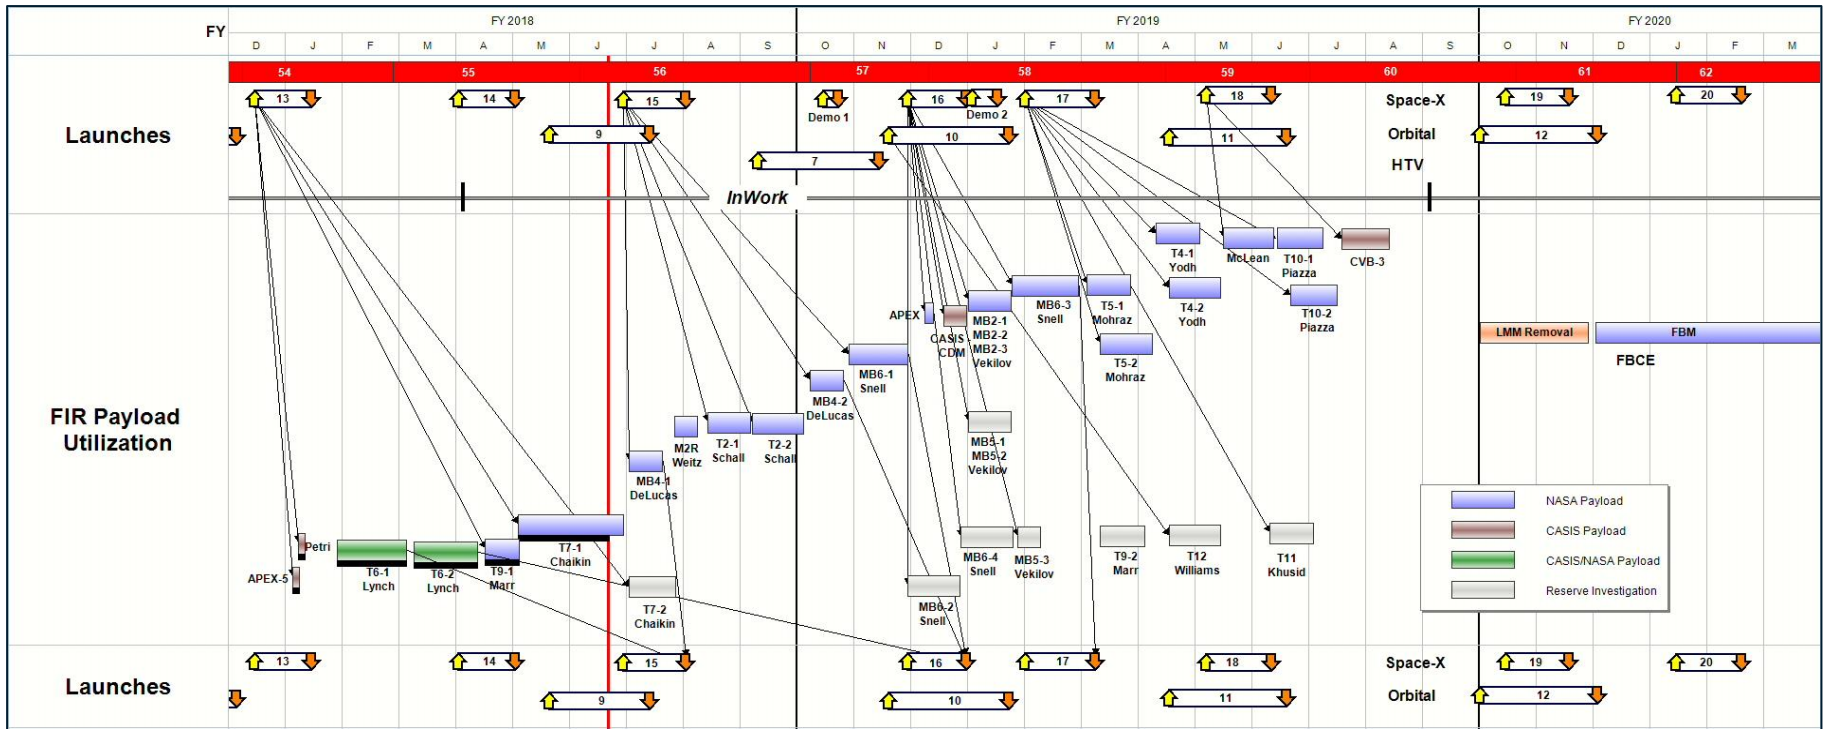 FY
FY 2018
FY 2019
FY 2020
D J F M A M J J A S O N D J F M A M J J A S O N J F M
54 55 56 57 58 59 60 61 62
Launches
13 14 15 Demo 1 16 Demo 2 17 18 Space-X 19 20
9 10 11 Orbital 12
7 HTV
InWork
FIR Payload
Utilization
T4-1
Yodh
McLean
T10-1
Piazza
CVB-3
T4-2
Yodh
T10-2
Piazza
APEX
CASIS
CDM
MB2-1
MB2-2
MB2-3
Vekilov
MB6-3
Snell
T5-1
Mohraz
T5-2
Mohraz
LMM Removal
FBM
FBCE
MB6-1
Snell
MB4-2
DeLucas
M2R
Weitz
T2-1
Schall
T2-2
Schall
MB5-1
MB5-2
Vekilov
MB4-1
DeLucas
Petri
APEX-5
T6-1
Lynch
T6-2
Lynch
T9-1
Marr
T7-1
Chaikin
T7-2
Chaikin
MB6-2
Snell
MB6-4
Snell
MB5-3
Vekilov
T9-2
Marr
T12
Williams
T11
Khusid
NASA Payload
CASIS Payload
CASIS/NASA Payload
Reserve Investigation
Launches
13 14 15 16 17 18 Space-X 19 20
9 10 11 Orbital 12